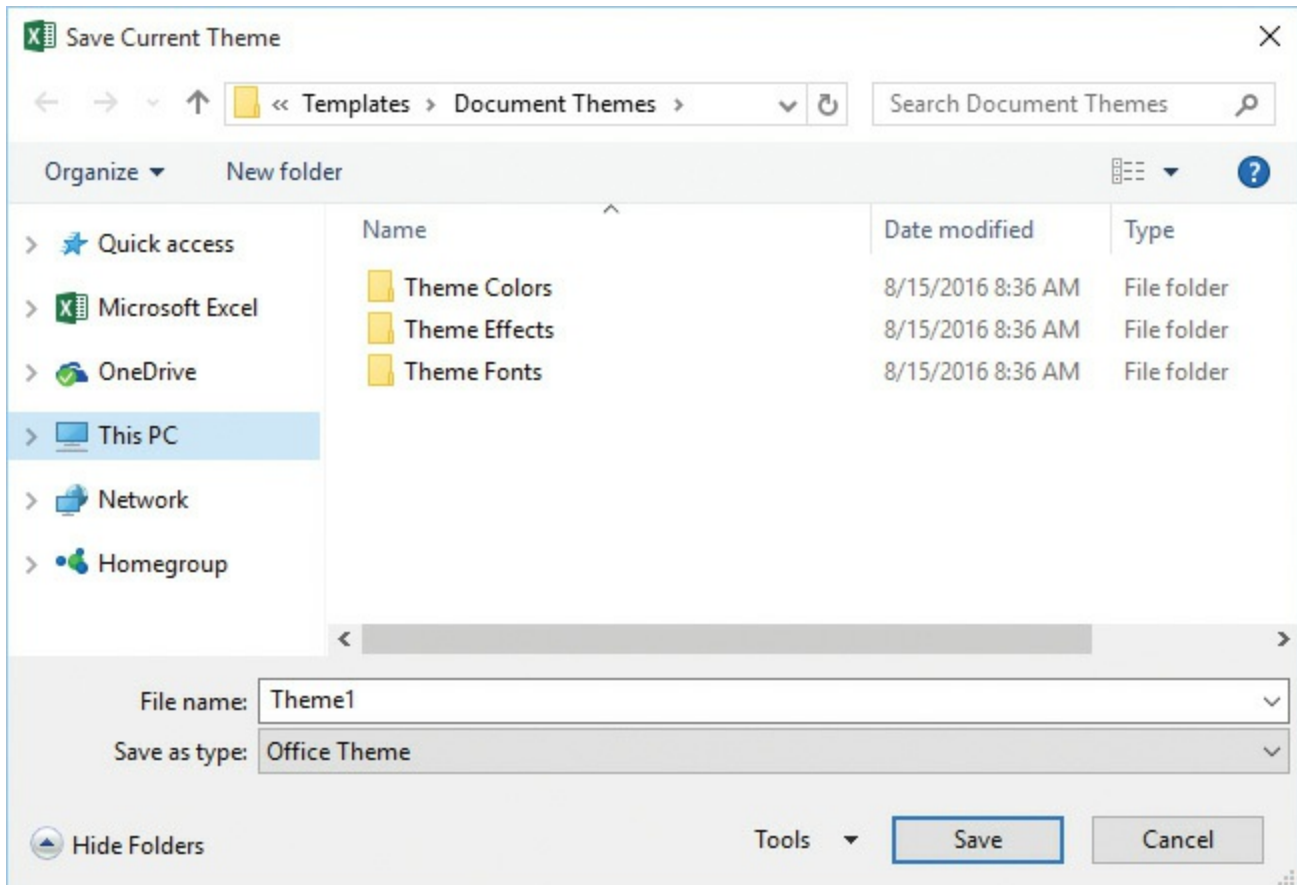 Save Current Theme
« Templates > Document Themes >
Search Document Themes
Organize
New folder
Name
Date modified
Type
Quick access
Microsoft Excel
OneDrive
This PC
Network
Homegroup
Theme Colors 8/15/2016 8:36 AM File folder
Theme Effects 8/15/2016 8:36 AM File folder
Theme Fonts 8/15/2016 8:36 AM File folder
File name: Theme1
Save as type: Office Theme
Hide Folders
Tools
Save
Cancel